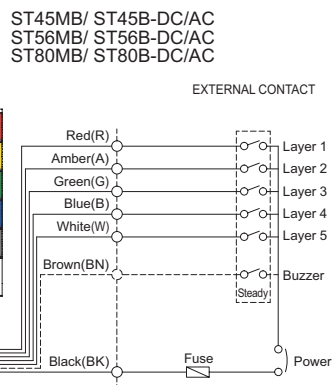 ST45MB/ ST45B-DC/AC
ST56MB/ ST56B-DC/AC
ST80MB/ ST80B-DC/AC
EXTERNAL CONTACT
Red(R)
Layer 1
Amber(A)
Layer 2
Green(G)
Layer 3
Blue(B)
Layer 4
White(W)
Layer 5
Brown(BN)
Buzzer
Steady
Black(BK)
Fuse
Power